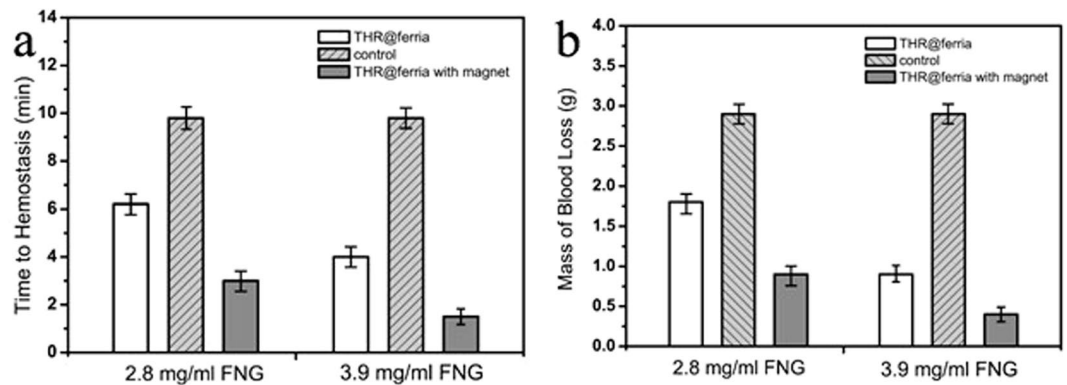 a
Time to Hemostasis (min)
14
12
10
8
6
4
2
0
THR@ferria
control
THR@ferria with magnet
2.8 mg/ml FNG
3.9 mg/ml FNG
b
Mass of Blood Loss (g)
4.0
3.5
3.0
2.5
2.0
1.5
1.0
0.5
0.0
THR@ferria
control
THR@ferria with magnet
2.8 mg/ml FNG
3.9 mg/ml FNG